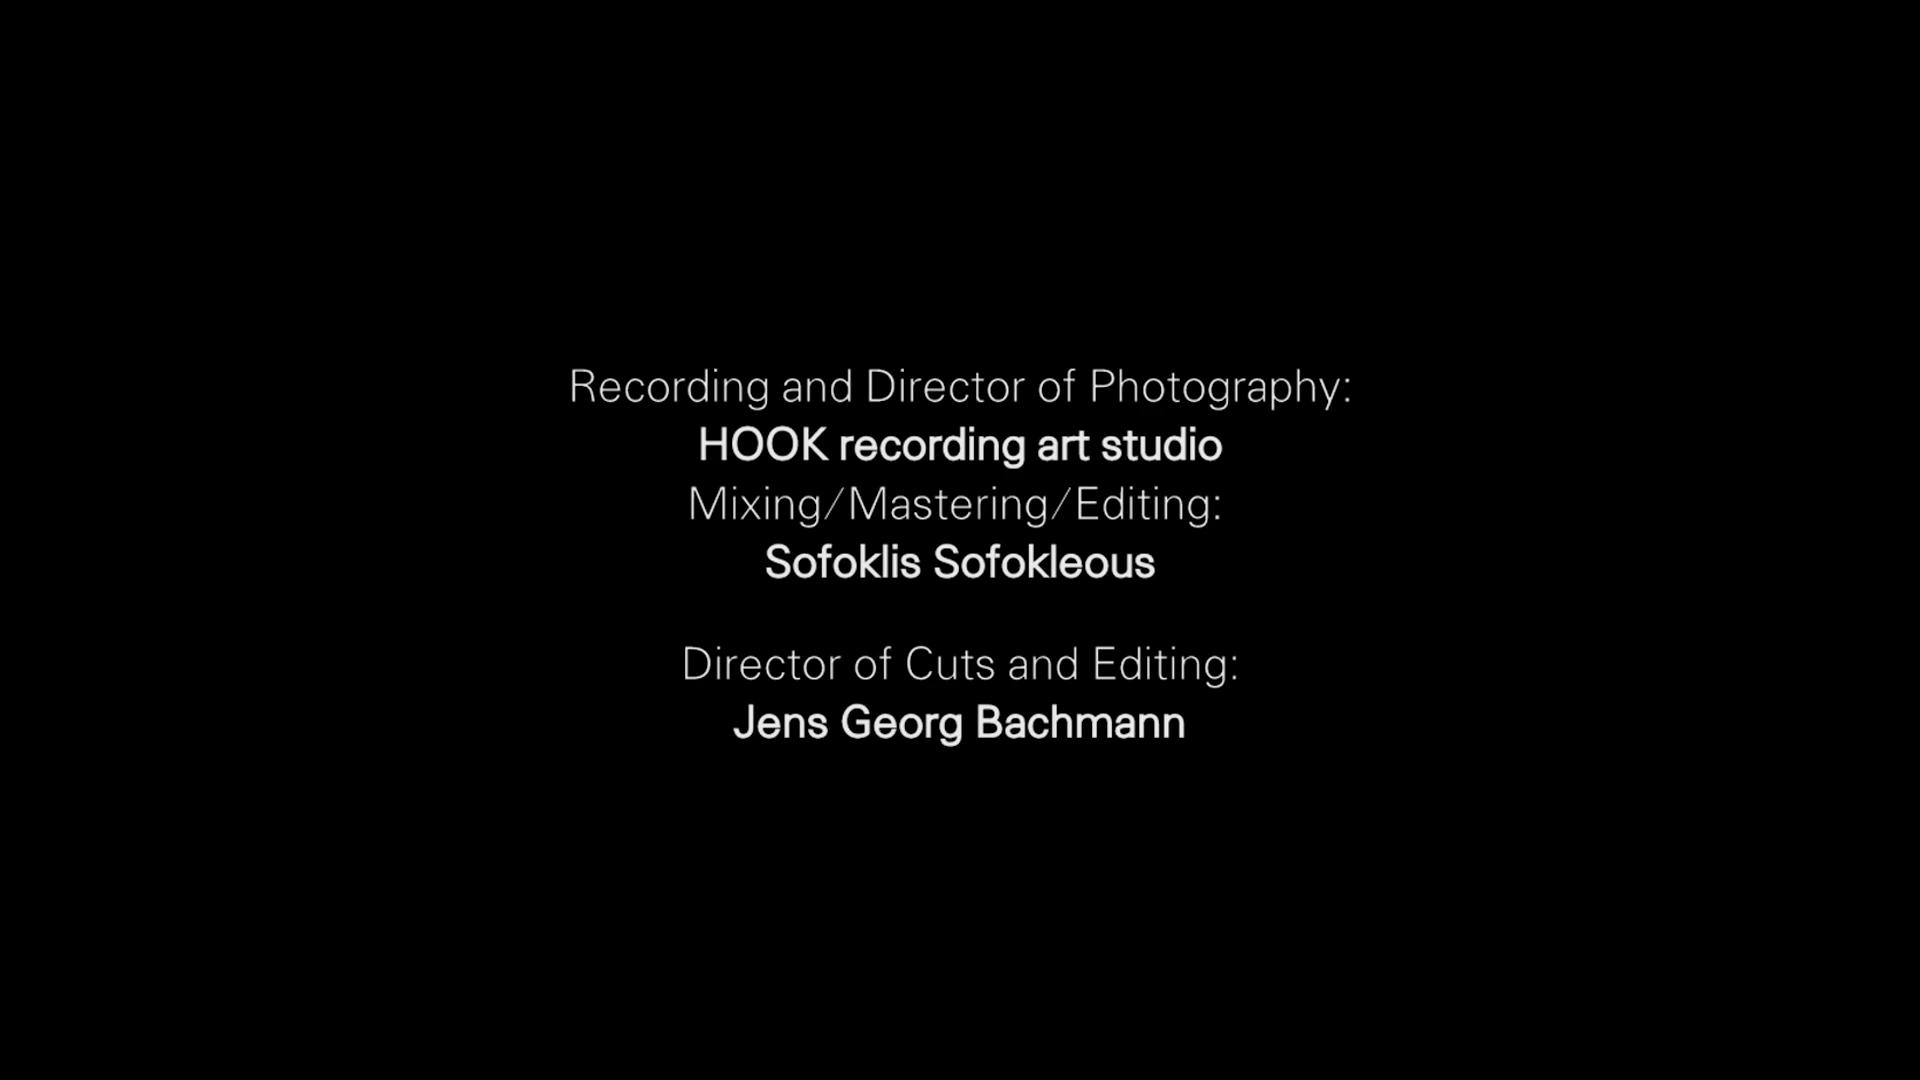 Recording and Director of Photography:
HOOK recording art studio
Mixing/Mastering/Editing:
Sofoklis Sofokleous
Director of Cuts and Editing:
Jens Georg Bachmann